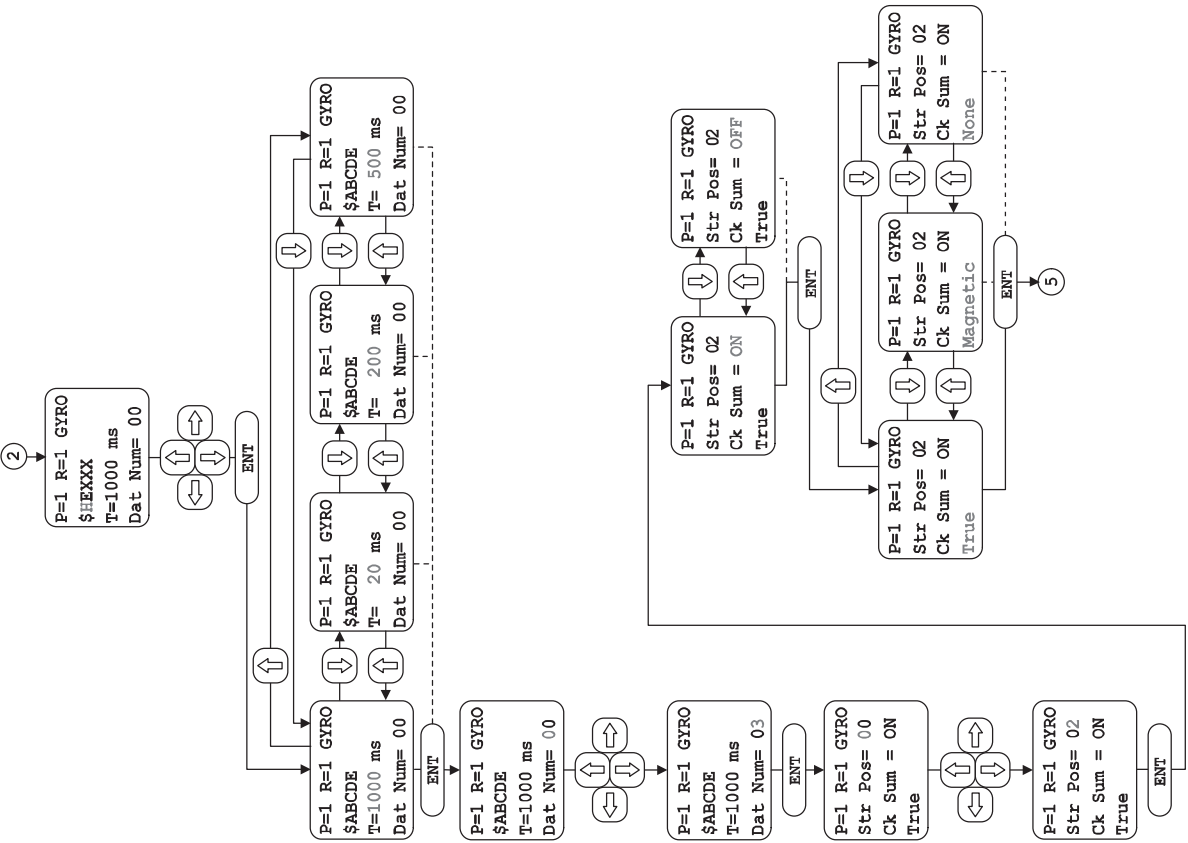 2
P=1 R=1 GYRO
$HEXXX
T=1000 ms
Dat Num= 00
ENT
P=1 R=1 GYRO
$ABCDE
T=1000 ms
Dat Num= 00
P=1 R=1 GYRO
$ABCDE
T= 20 ms
Dat Num= 00
P=1 R=1 GYRO
$ABCDE
T= 200 ms
Dat Num= 00
P=1 R=1 GYRO
$ABCDE
T= 500 ms
Dat Num= 00
ENT
P=1 R=1 GYRO
$ABCDE
T=1000 ms
Dat Num= 00
P=1 R=1 GYRO
$ABCDE
T=1000 ms
Dat Num= 03
ENT
P=1 R=1 GYRO
Str Pos= 00
Ck Sum = ON
True
P=1 R=1 GYRO
Str Pos= 02
Ck Sum = ON
True
ENT
P=1 R=1 GYRO
Str Pos= 02
Ck Sum = ON
True
P=1 R=1 GYRO
Str Pos= 02
Ck Sum = OFF
True
ENT
P=1 R=1 GYRO
Str Pos= 02
Ck Sum = ON
True
P=1 R=1 GYRO
Str Pos= 02
Ck Sum = ON
Magnetic
P=1 R=1 GYRO
Str Pos= 02
Ck Sum = ON
None
ENT
5